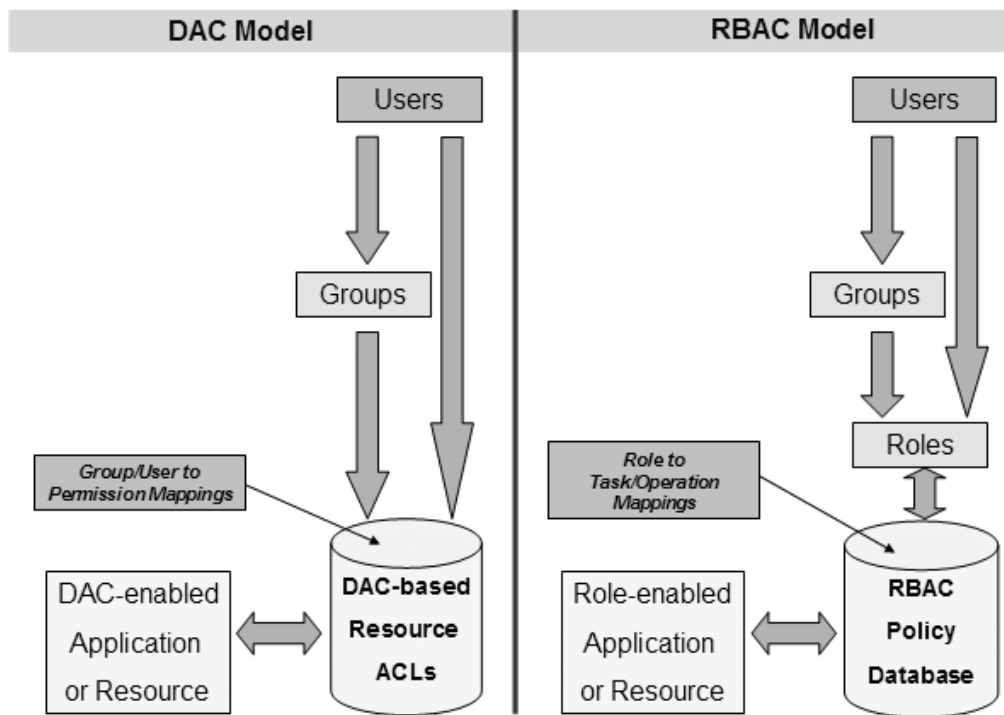 DAC Model
Users
Groups
Group/User to
Permission Mappings
DAC-enabled
Application
or Resource
DAC-based
Resource
ACLs
RBAC Model
Users
Groups
Roles
Role to
Task/Operation
Mappings
Role-enabled
Application
or Resource
RBAC
Policy
Database